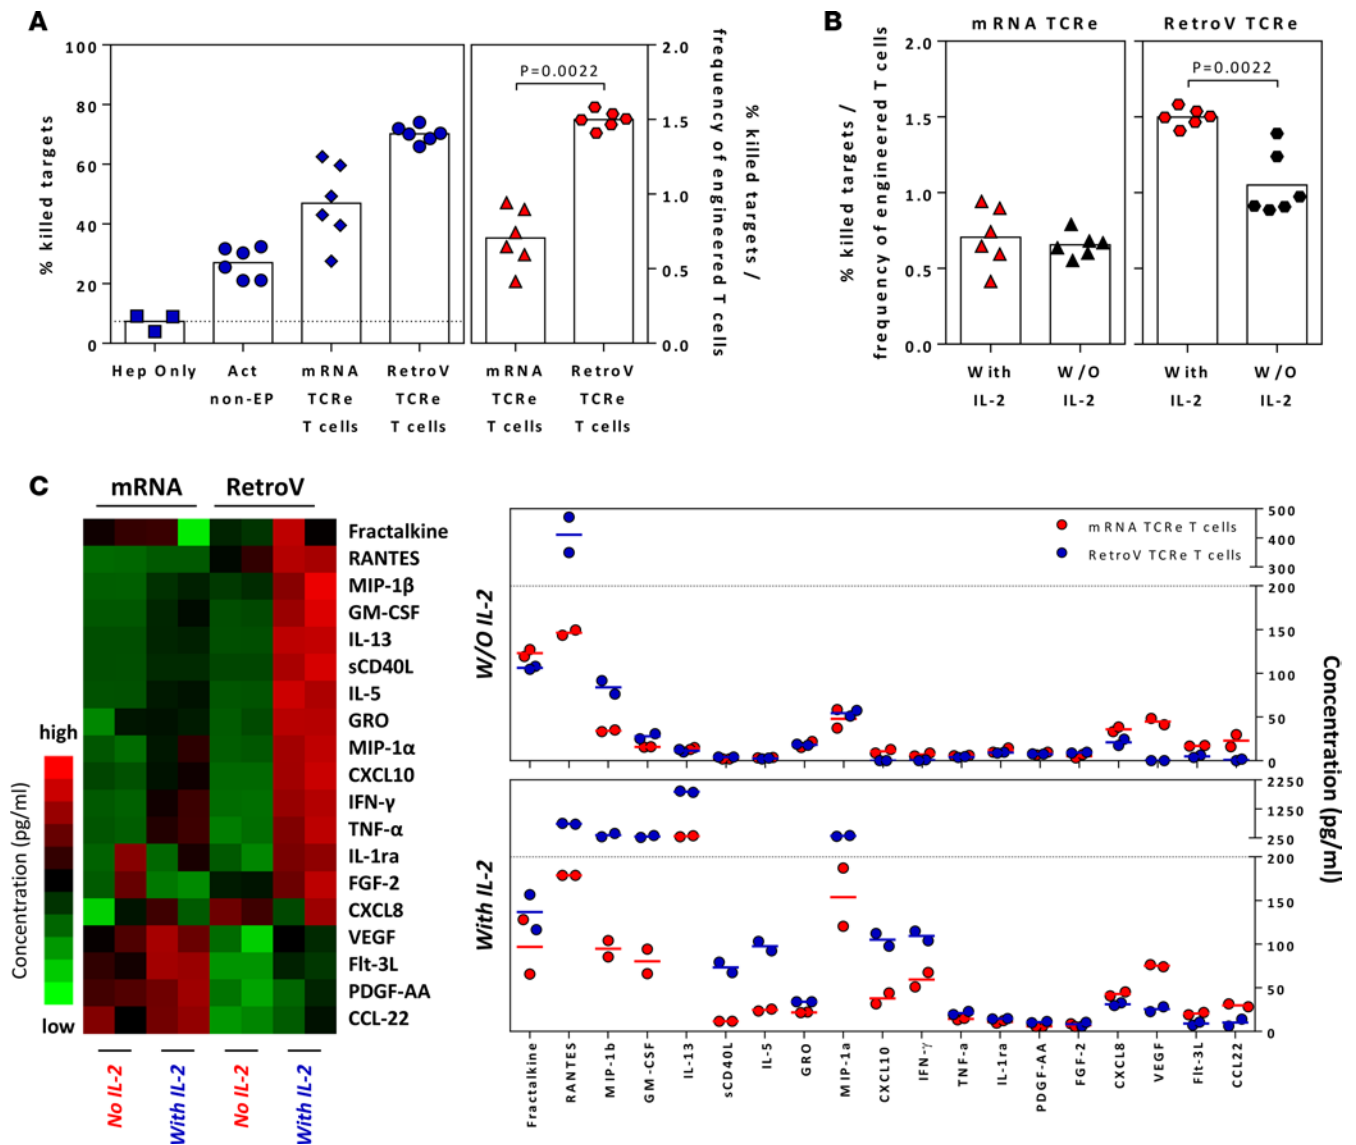 A
100
80
60
40
20
0
% killed targets
Hep Only
Act
non-EP
mRNA
TCRe
T cells
RetroV
TCRe
T cells
P=0.0022
mRNA
TCRe
T cells
RetroV
TCRe
T cells
2.0
1.5
1.0
0.5
0.0
% killed targets /
frequency of engineered T cells
B
mRNA TCRe
RetroV TCRe
% killed targets /
frequency of engineered T cells
2.0
1.5
1.0
0.5
0.0
P=0.0022
With
IL-2
W/O
IL-2
With
IL-2
W/O
IL-2
C
mRNA
RetroV
Fractalkine
RANTES
MIP-1β
GM-CSF
IL-13
sCD40L
IL-5
GRO
MIP-1α
CXCL10
IFN-γ
TNF-α
IL-1ra
FGF-2
CXCL8
VEGF
Flt-3L
PDGF-AA
CCL-22
high
Concentration (pg/ml)
low
No IL-2
With IL-2
No IL-2
With IL-2
mRNA TCRe T cells
RetroV TCRe T cells
W/O IL-2
500
400
300
200
150
100
50
0
With IL-2
2250
1250
250
200
150
100
50
0
Concentration (pg/ml)
Fractalkine
RANTES
MIP-1b
GM-CSF
IL-13
sCD40L
IL-5
GRO
MIP-1a
CXCL10
IFN-γ
TNF-a
IL-1ra
PDGF-AA
FGF-2
CXCL8
VEGF
Flt-3L
CCL22